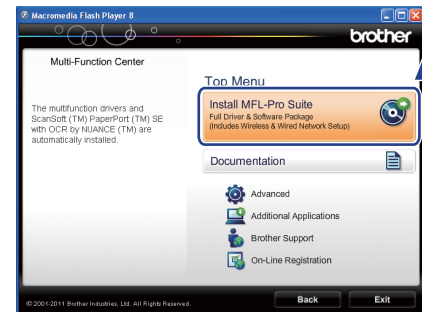 Macromedia Flash Player 8
brother
Multi-Function Center
The multifunction drivers and
ScanSoft (TM) PaperPort (TM) SE
with OCR by NUANCE (TM) are
automatically installed.
Top Menu
Install MFL-Pro Suite
Full Driver & Software Package
(Includes Wireless & Wired Network Setup)
Documentation
Advanced
Additional Applications
Brother Support
On-Line Registration
© 2001-2011 Brother Industries, Ltd. All Rights Reserved.
Back
Exit